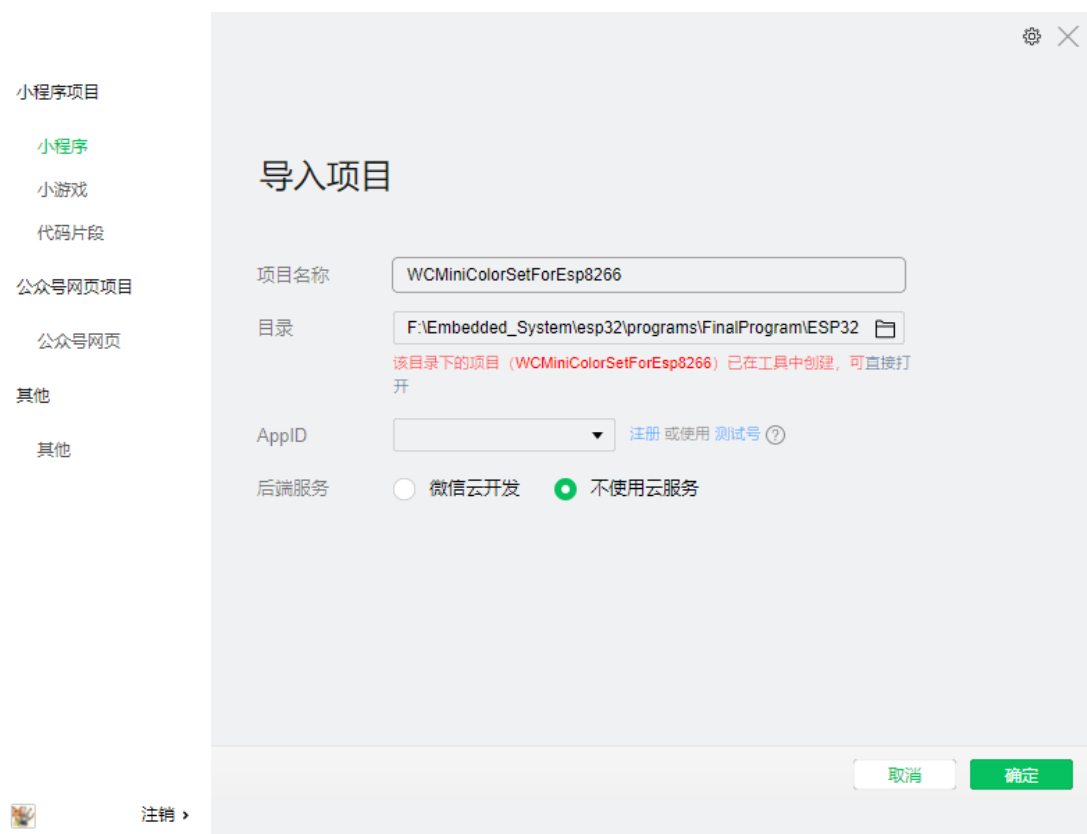 小程序项目
小程序
小游戏
代码片段
公众号网页项目
公众号网页
其他
其他
注销 ›
导入项目
项目名称 WCMiniColorSetForEsp8266
目录 F:\Embedded_System\esp32\programs\FinalProgram\ESP32
该目录下的项目（WCMiniColorSetForEsp8266）已在工具中创建，可直接打
开
AppID 注册 或使用 测试号 ?
后端服务 微信云开发 不使用云服务
取消 确定